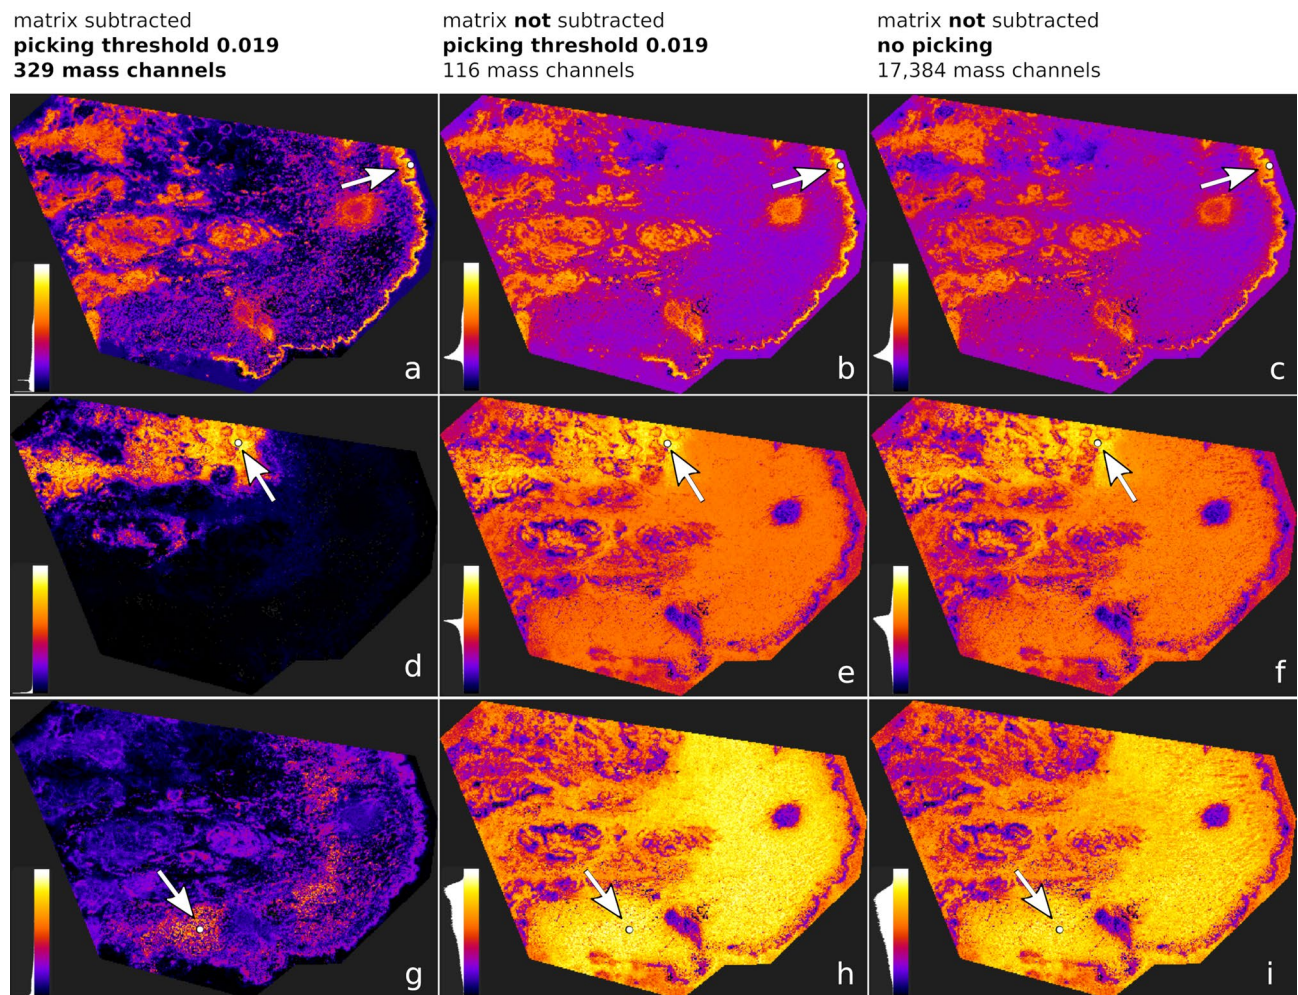 matrix subtracted
picking threshold 0.019
329 mass channels
matrix not subtracted
picking threshold 0.019
116 mass channels
matrix not subtracted
no picking
17,384 mass channels
a
b
c
d
e
f
g
h
i